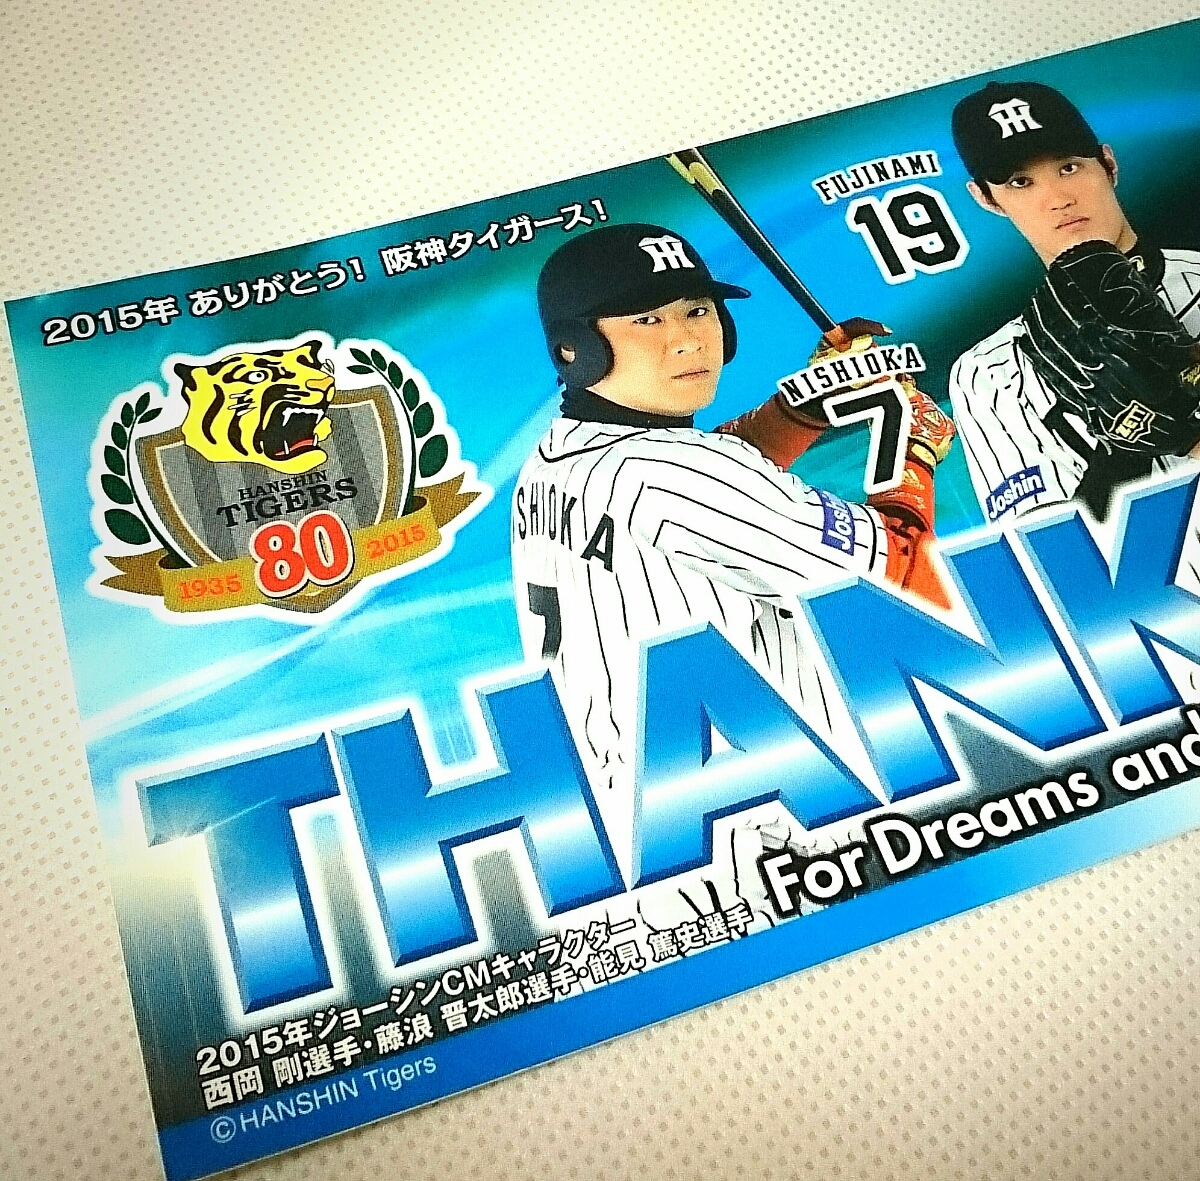 2015年 ありがとう! 阪神タイガース!
FUJINAMI
19
NISHIOKA
7
HANSHIN
TIGERS
1935 80 2015
SHIOKA
7
Joshin
Joshin
ZETT
THANK
For Dreams and
2015年ジョーシンCMキャラクター
西岡 剛選手・藤浪 晋太郎選手・能見 篤史選手
©HANSHIN Tigers